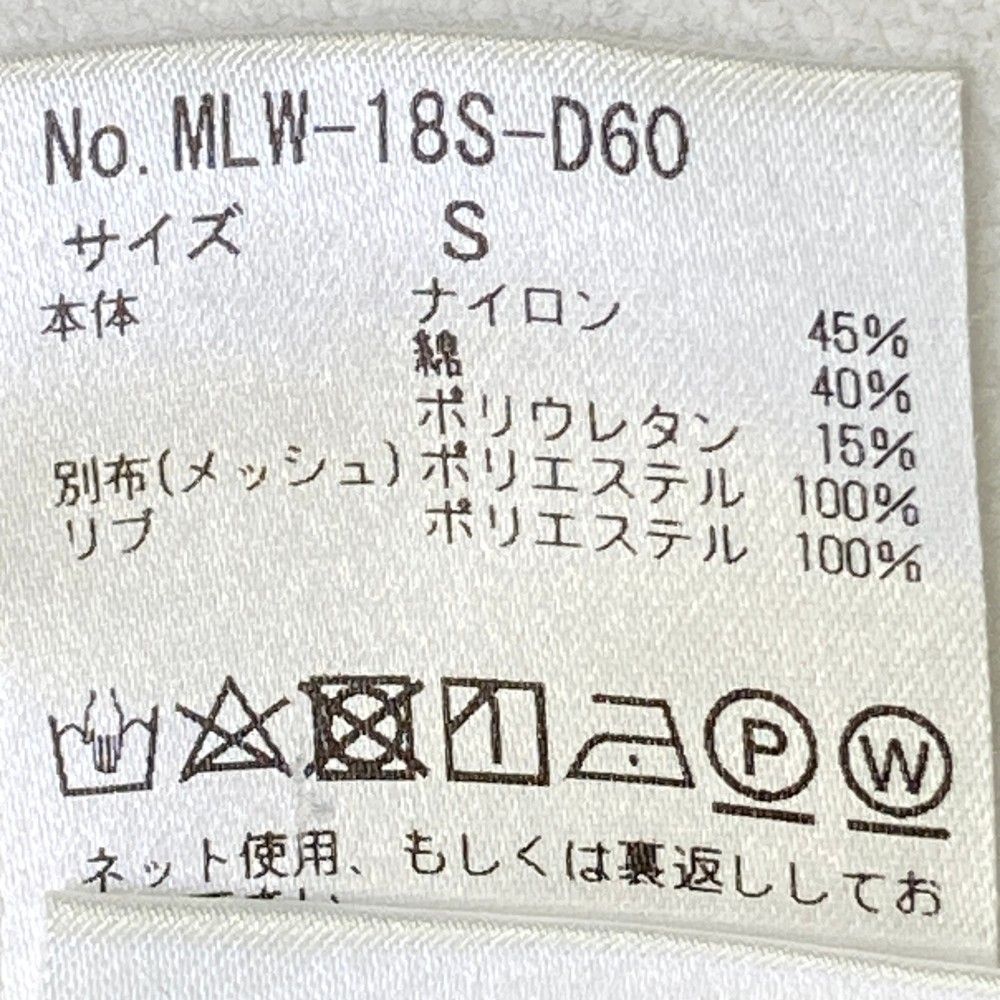 No.MLW-18S-D60
サイズ S
本体 ナイロン 45%
綿 40%
ポリウレタン 15%
別布(メッシュ) ポリエステル 100%
リブ ポリエステル 100%
P W
ネット使用、もしくは裏返ししてお